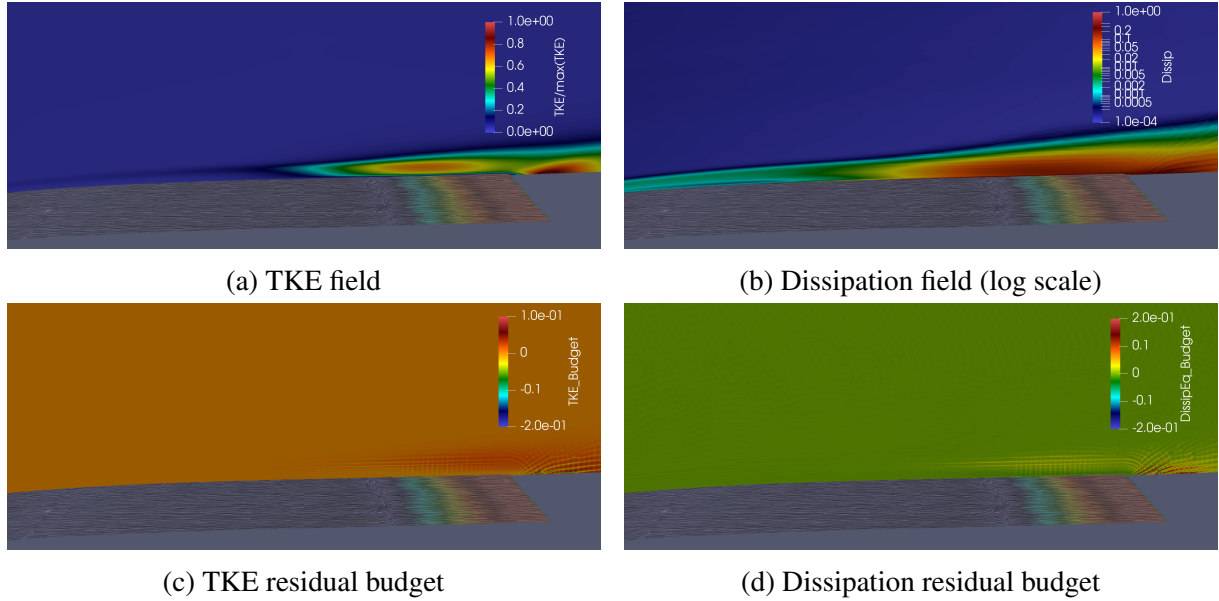 1.0e+00
0.8
0.6
0.4
0.2
0.0e+00
TKE/max(TKE)
1.0e+00
0.2
0.1
0.05
0.02
0.01
0.005
0.002
0.001
0.0005
1.0e-04
Dissip
(a) TKE field
(b) Dissipation field (log scale)
1.0e-01
0
-0.1
-2.0e-01
TKE_Budget
2.0e-01
0.1
0
-0.1
-2.0e-01
DissipEq_Budget
(c) TKE residual budget
(d) Dissipation residual budget